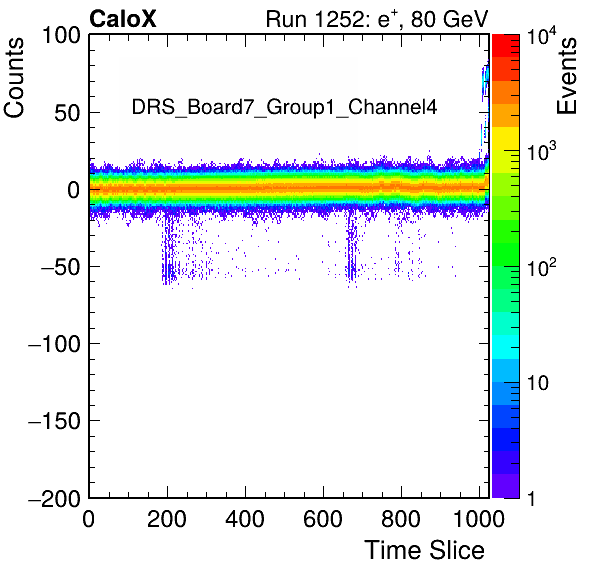 CaloX Run 1252: e⁺, 80 GeV
Counts
Events
DRS_Board7_Group1_Channel4
100
50
0
−50
−100
−150
−200
0 200 400 600 800 1000
Time Slice
10⁴
10³
10²
10
1